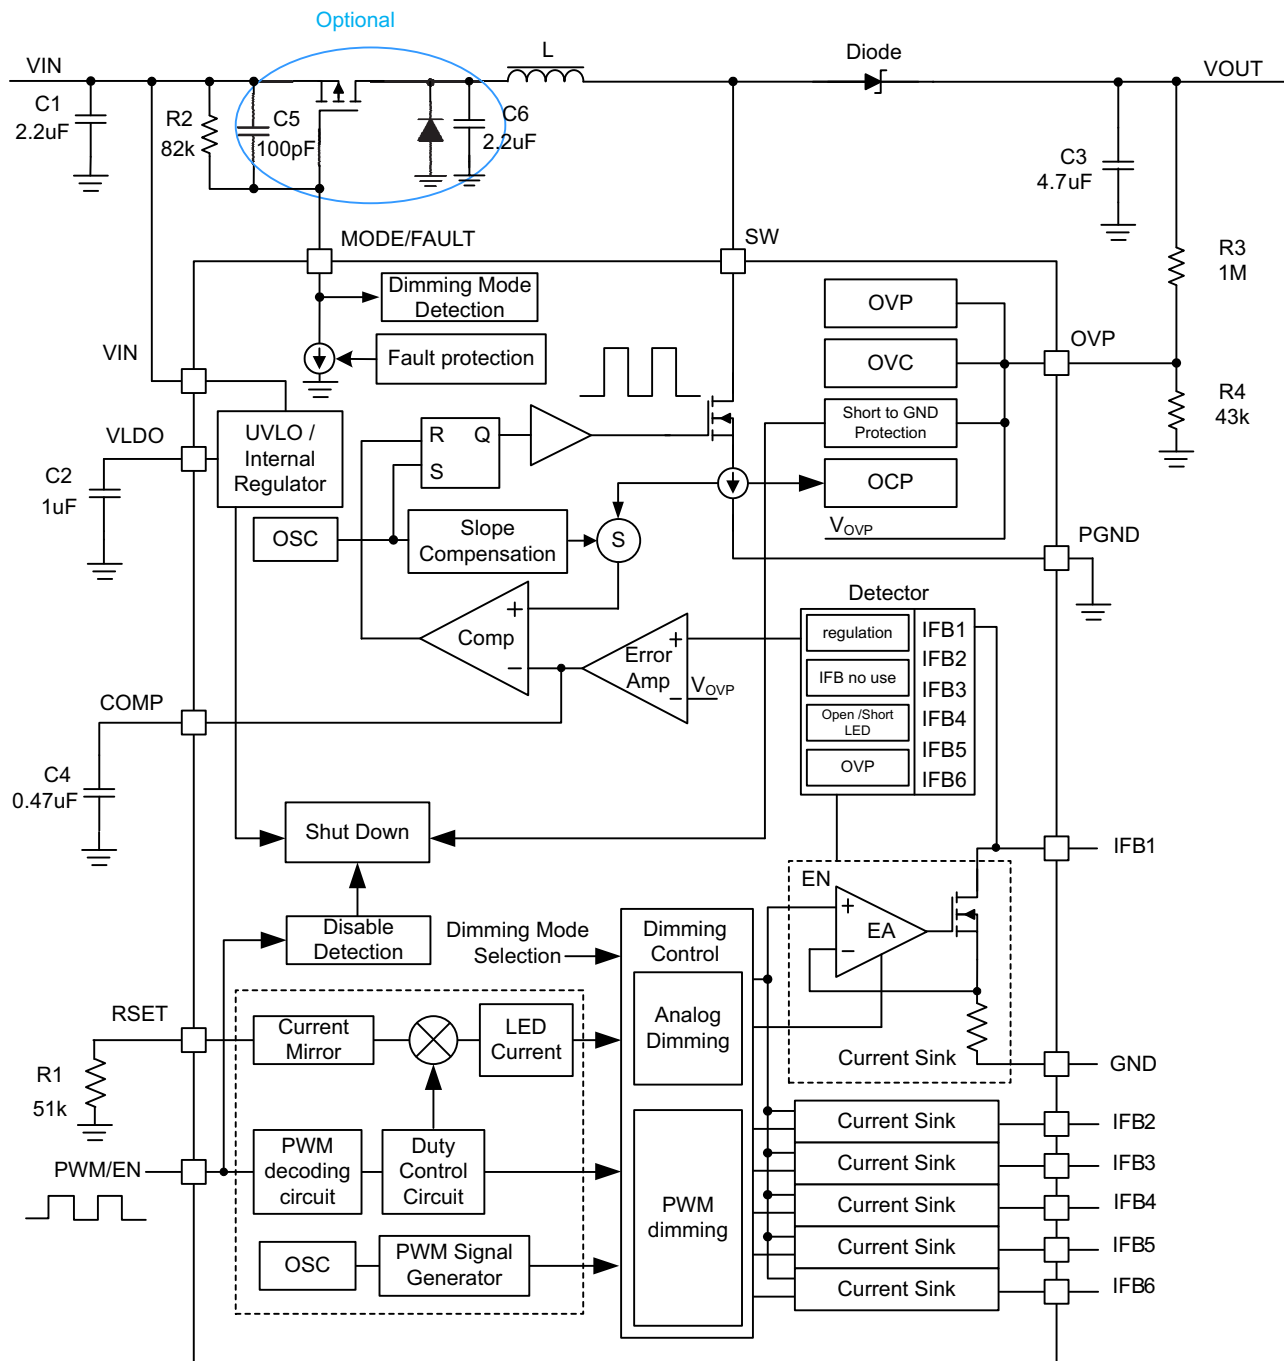 Optional
VIN
L
Diode
VOUT
C1
2.2uF
R2
82k
C5
100pF
C6
2.2uF
C3
4.7uF
MODE/FAULT
SW
R3
1M
Dimming Mode
Detection
OVP
OVP
VIN
Fault protection
OVC
R4
43k
VLDO
UVLO /
Internal
Regulator
R
Q
S
Short to GND
Protection
C2
1uF
OCP
OSC
Slope
Compensation
S
VOVP
PGND
Detector
Comp
+
−
Error
Amp
+
−
VOVP
regulation
IFB no use
Open /Short
LED
OVP
IFB1
IFB2
IFB3
IFB4
IFB5
IFB6
COMP
C4
0.47uF
Shut Down
IFB1
EN
+
−
EA
Disable
Detection
Dimming Mode
Selection
Dimming
Control
RSET
Current
Mirror
LED
Current
Analog
Dimming
Current Sink
GND
R1
51k
PWM/EN
PWM
decoding
circuit
Duty
Control
Circuit
PWM
dimming
Current Sink
IFB2
Current Sink
IFB3
Current Sink
IFB4
Current Sink
IFB5
Current Sink
IFB6
OSC
PWM Signal
Generator